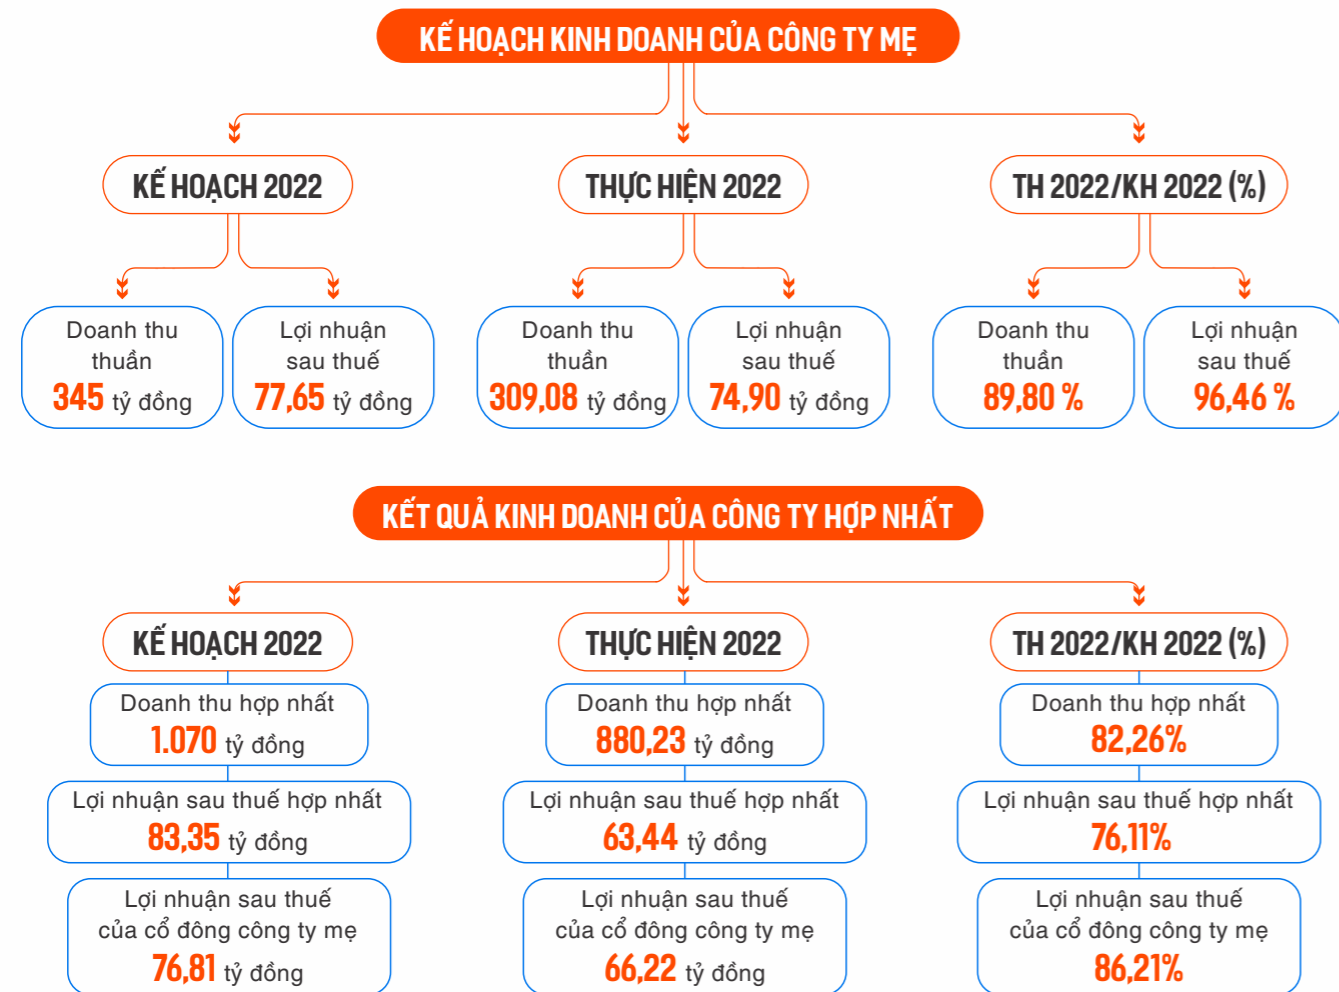 KẾ HOẠCH KINH DOANH CỦA CÔNG TY MẸ
KẾ HOẠCH 2022
Doanh thu
thuần
345 tỷ đồng
Lợi nhuận
sau thuế
77,65 tỷ đồng
THỰC HIỆN 2022
Doanh thu
thuần
309,08 tỷ đồng
Lợi nhuận
sau thuế
74,90 tỷ đồng
TH 2022/KH 2022 (%)
Doanh thu
thuần
89,80 %
Lợi nhuận
sau thuế
96,46 %
KẾT QUẢ KINH DOANH CỦA CÔNG TY HỢP NHẤT
KẾ HOẠCH 2022
Doanh thu hợp nhất
1.070 tỷ đồng
Lợi nhuận sau thuế hợp nhất
83,35 tỷ đồng
Lợi nhuận sau thuế
của cổ đông công ty mẹ
76,81 tỷ đồng
THỰC HIỆN 2022
Doanh thu hợp nhất
880,23 tỷ đồng
Lợi nhuận sau thuế hợp nhất
63,44 tỷ đồng
Lợi nhuận sau thuế
của cổ đông công ty mẹ
66,22 tỷ đồng
TH 2022/KH 2022 (%)
Doanh thu hợp nhất
82,26%
Lợi nhuận sau thuế hợp nhất
76,11%
Lợi nhuận sau thuế
của cổ đông công ty mẹ
86,21%